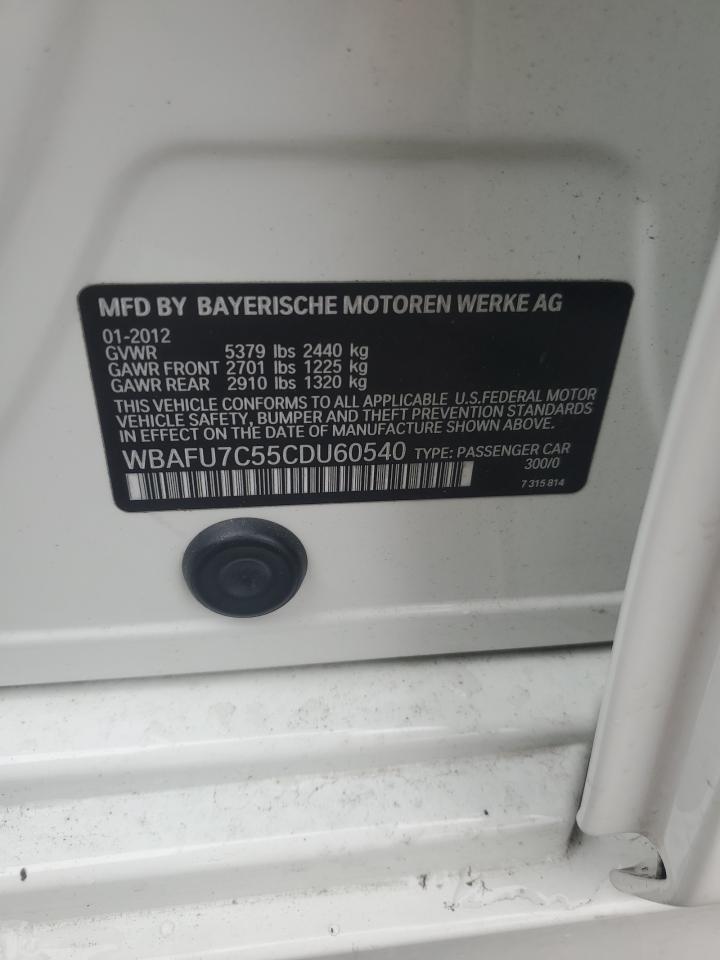 MFD BY BAYERISCHE MOTOREN WERKE AG
01-2012
GVWR 5379 lbs 2440 kg
GAWR FRONT 2701 lbs 1225 kg
GAWR REAR 2910 lbs 1320 kg
THIS VEHICLE CONFORMS TO ALL APPLICABLE U.S.FEDERAL MOTOR
VEHICLE SAFETY, BUMPER AND THEFT PREVENTION STANDARDS
IN EFFECT ON THE DATE OF MANUFACTURE SHOWN ABOVE.
WBAFU7C55CDU60540 TYPE: PASSENGER CAR
300/0
7 315 814